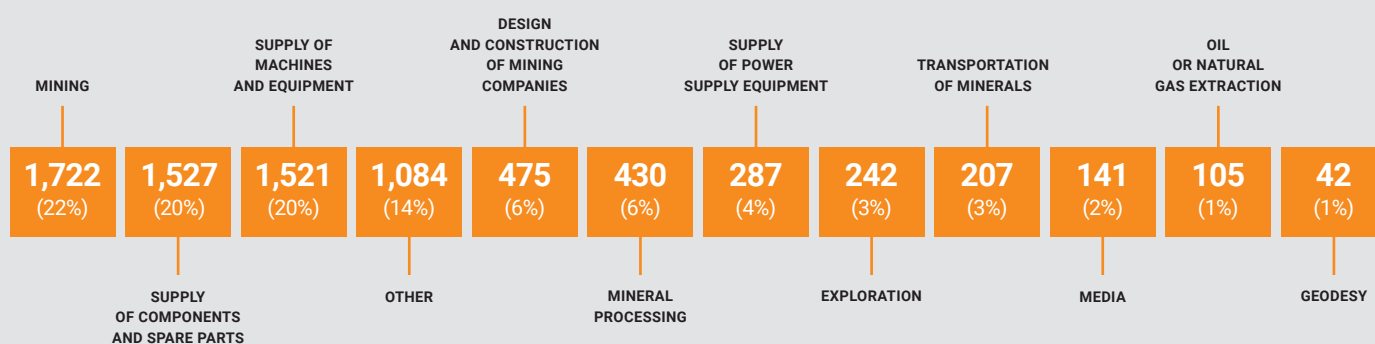 MINING
SUPPLY OF
MACHINES
AND EQUIPMENT
DESIGN
AND CONSTRUCTION
OF MINING
COMPANIES
SUPPLY
OF POWER
SUPPLY EQUIPMENT
TRANSPORTATION
OF MINERALS
OIL
OR NATURAL
GAS EXTRACTION
1,722
(22%)
1,527
(20%)
1,521
(20%)
1,084
(14%)
475
(6%)
430
(6%)
287
(4%)
242
(3%)
207
(3%)
141
(2%)
105
(1%)
42
(1%)
SUPPLY
OF COMPONENTS
AND SPARE PARTS
OTHER
MINERAL
PROCESSING
EXPLORATION
MEDIA
GEODESY